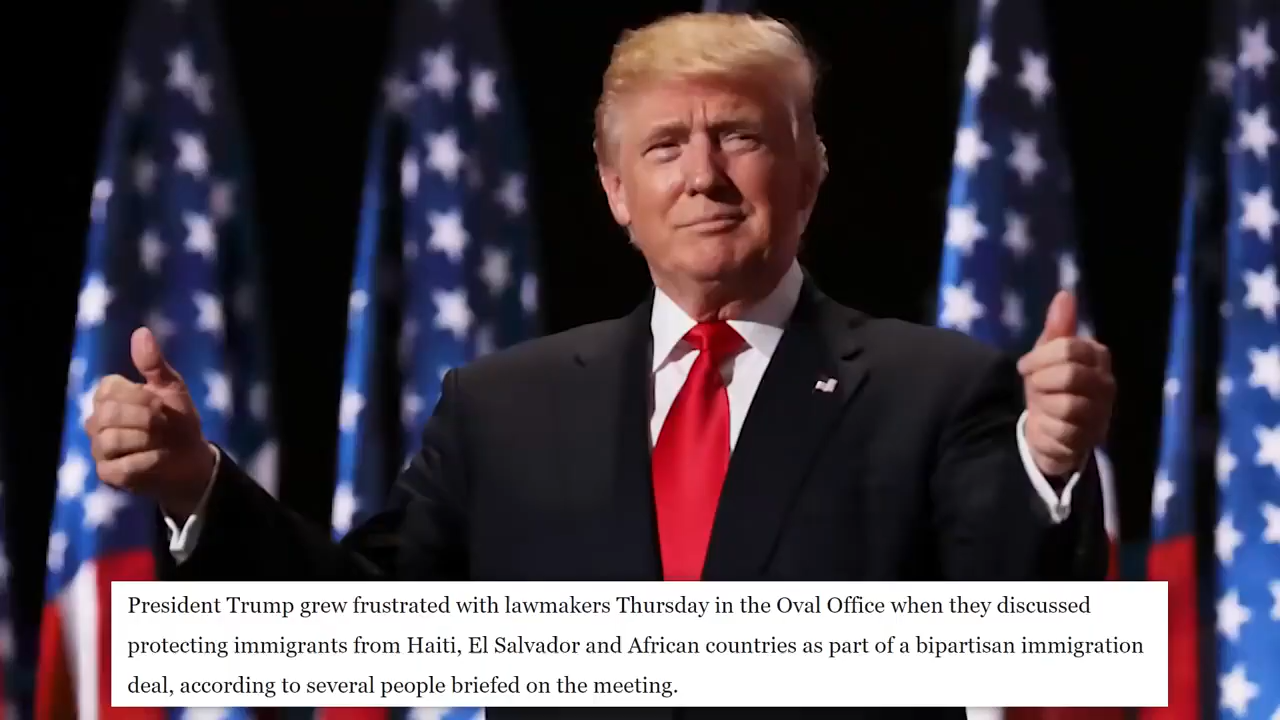 President Trump grew frustrated with lawmakers Thursday in the Oval Office when they discussed
protecting immigrants from Haiti, El Salvador and African countries as part of a bipartisan immigration
deal, according to several people briefed on the meeting.